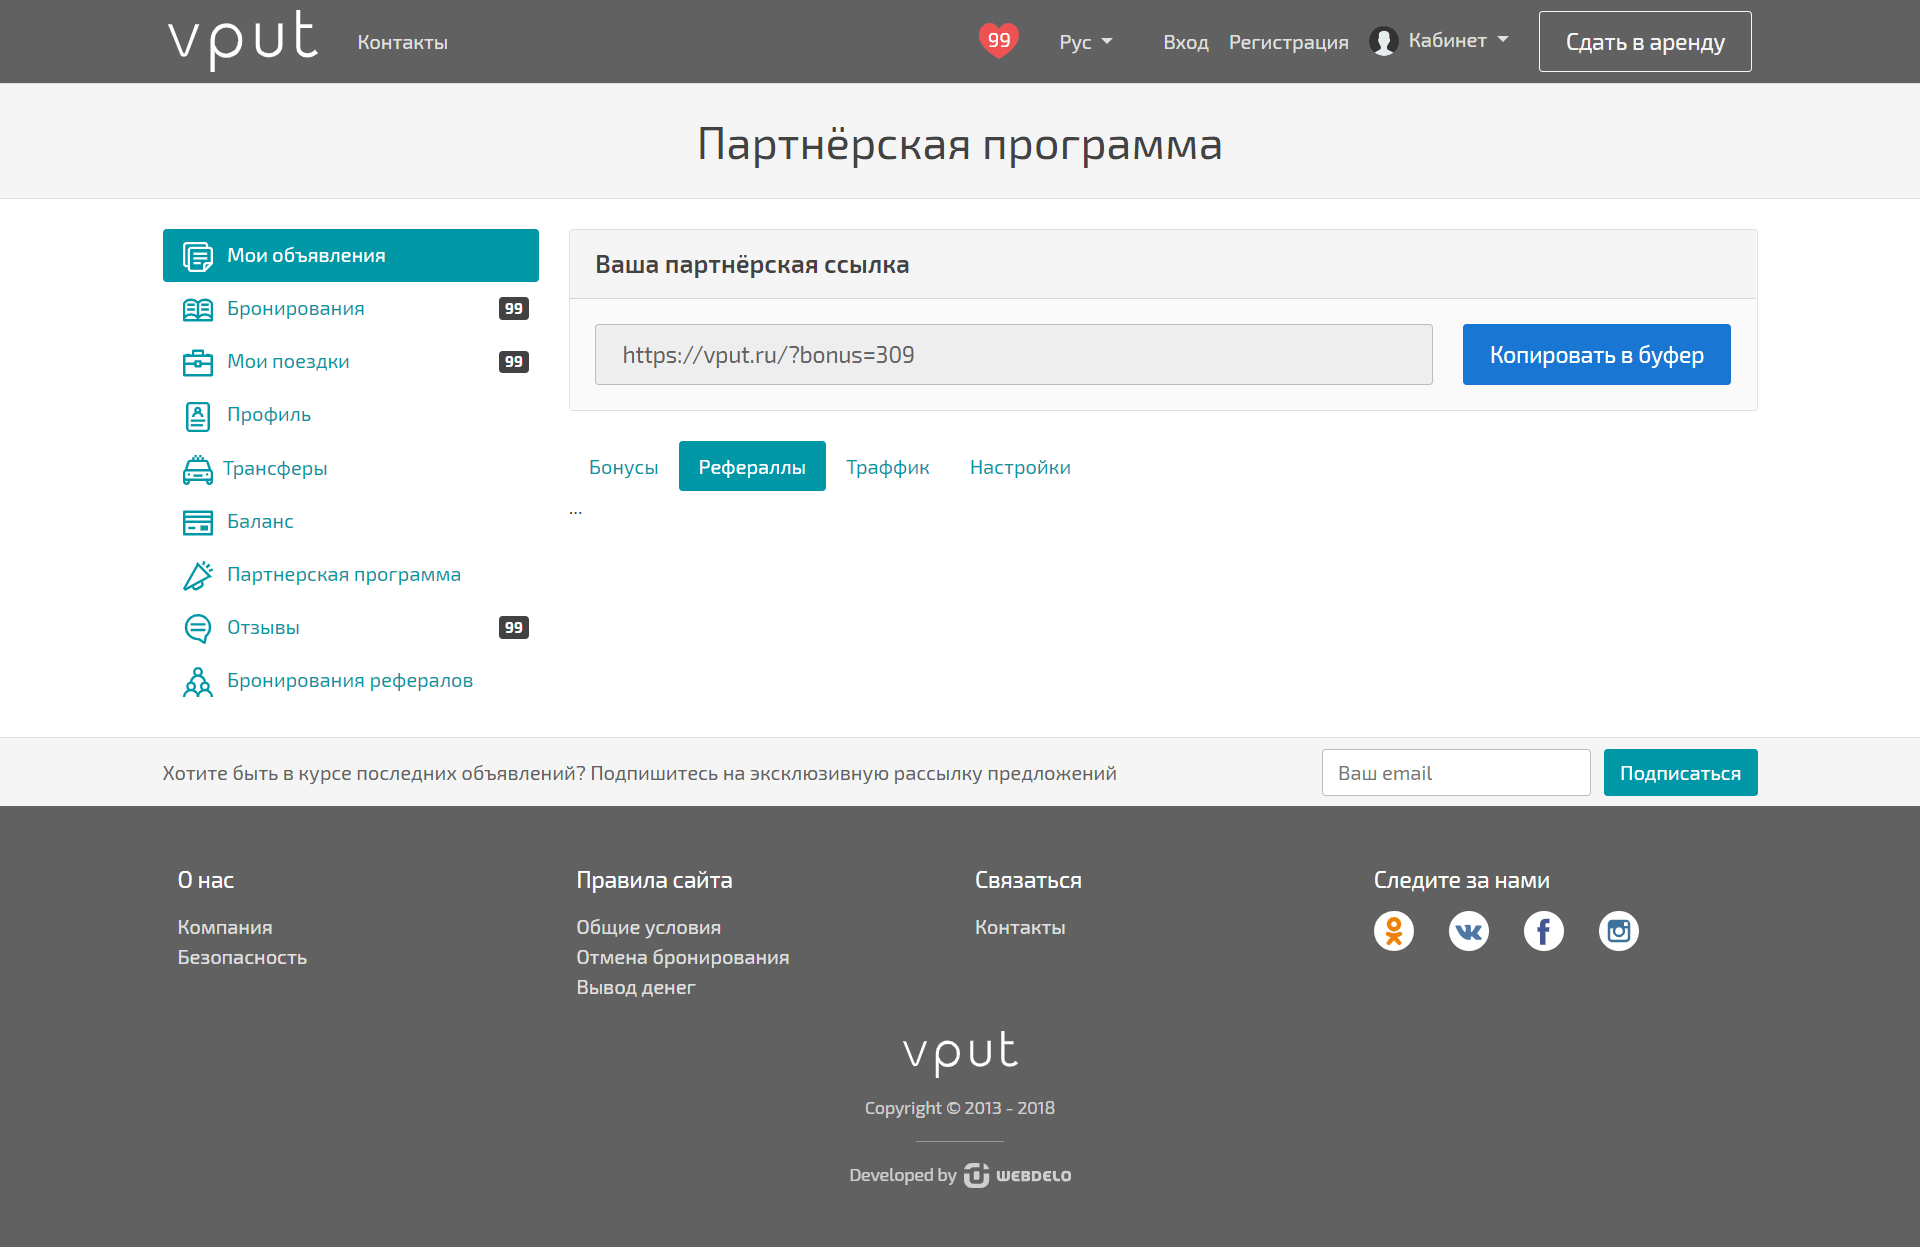 vput
Контакты
99
Рус
Вход
Регистрация
Кабинет
Сдать в аренду
Партнёрская программа
Мои объявления
Бронирования
99
Мои поездки
99
Профиль
Трансферы
Баланс
Партнерская программа
Отзывы
99
Бронирования рефералов
Ваша партнёрская ссылка
https://vput.ru/?bonus=309
Копировать в буфер
Бонусы
Рефераллы
Траффик
Настройки
...
Хотите быть в курсе последних объявлений? Подпишитесь на эксклюзивную рассылку предложений
Ваш email
Подписаться
О нас
Компания
Безопасность
Правила сайта
Общие условия
Отмена бронирования
Вывод денег
Связаться
Контакты
Следите за нами
vput
Copyright © 2013 - 2018
Developed by WEBDELO